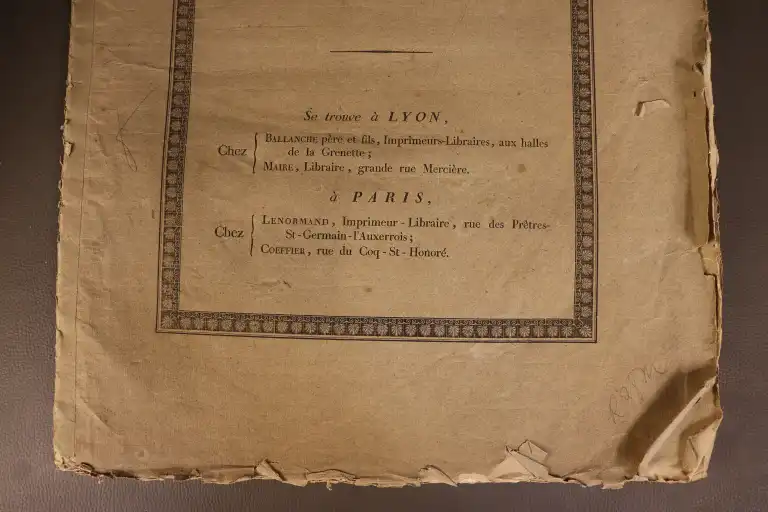 Se trouve à LYON,
Chez
BALLANCHE père et fils, Imprimeurs-Libraires, aux halles
de la Grenette;
MAIRE, Libraire, grande rue Mercière.
à PARIS,
Chez
LENORMAND, Imprimeur-Libraire, rue des Prêtres-
St-Germain-l'Auxerrois;
COEFFIER, rue du Coq-St-Honoré.